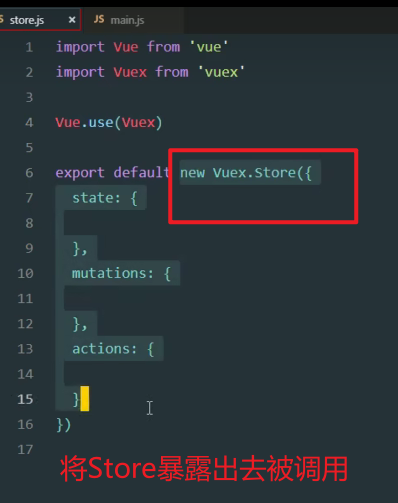 S store.js × JS main.js
1 import Vue from 'vue'
2 import Vuex from 'vuex'
3
4 Vue.use(Vuex)
5
6 export default new Vuex.Store({
7 state: {
8
9 },
10 mutations: {
11
12 },
13 actions: {
14
15 }
16 })
17
将Store暴露出去被调用